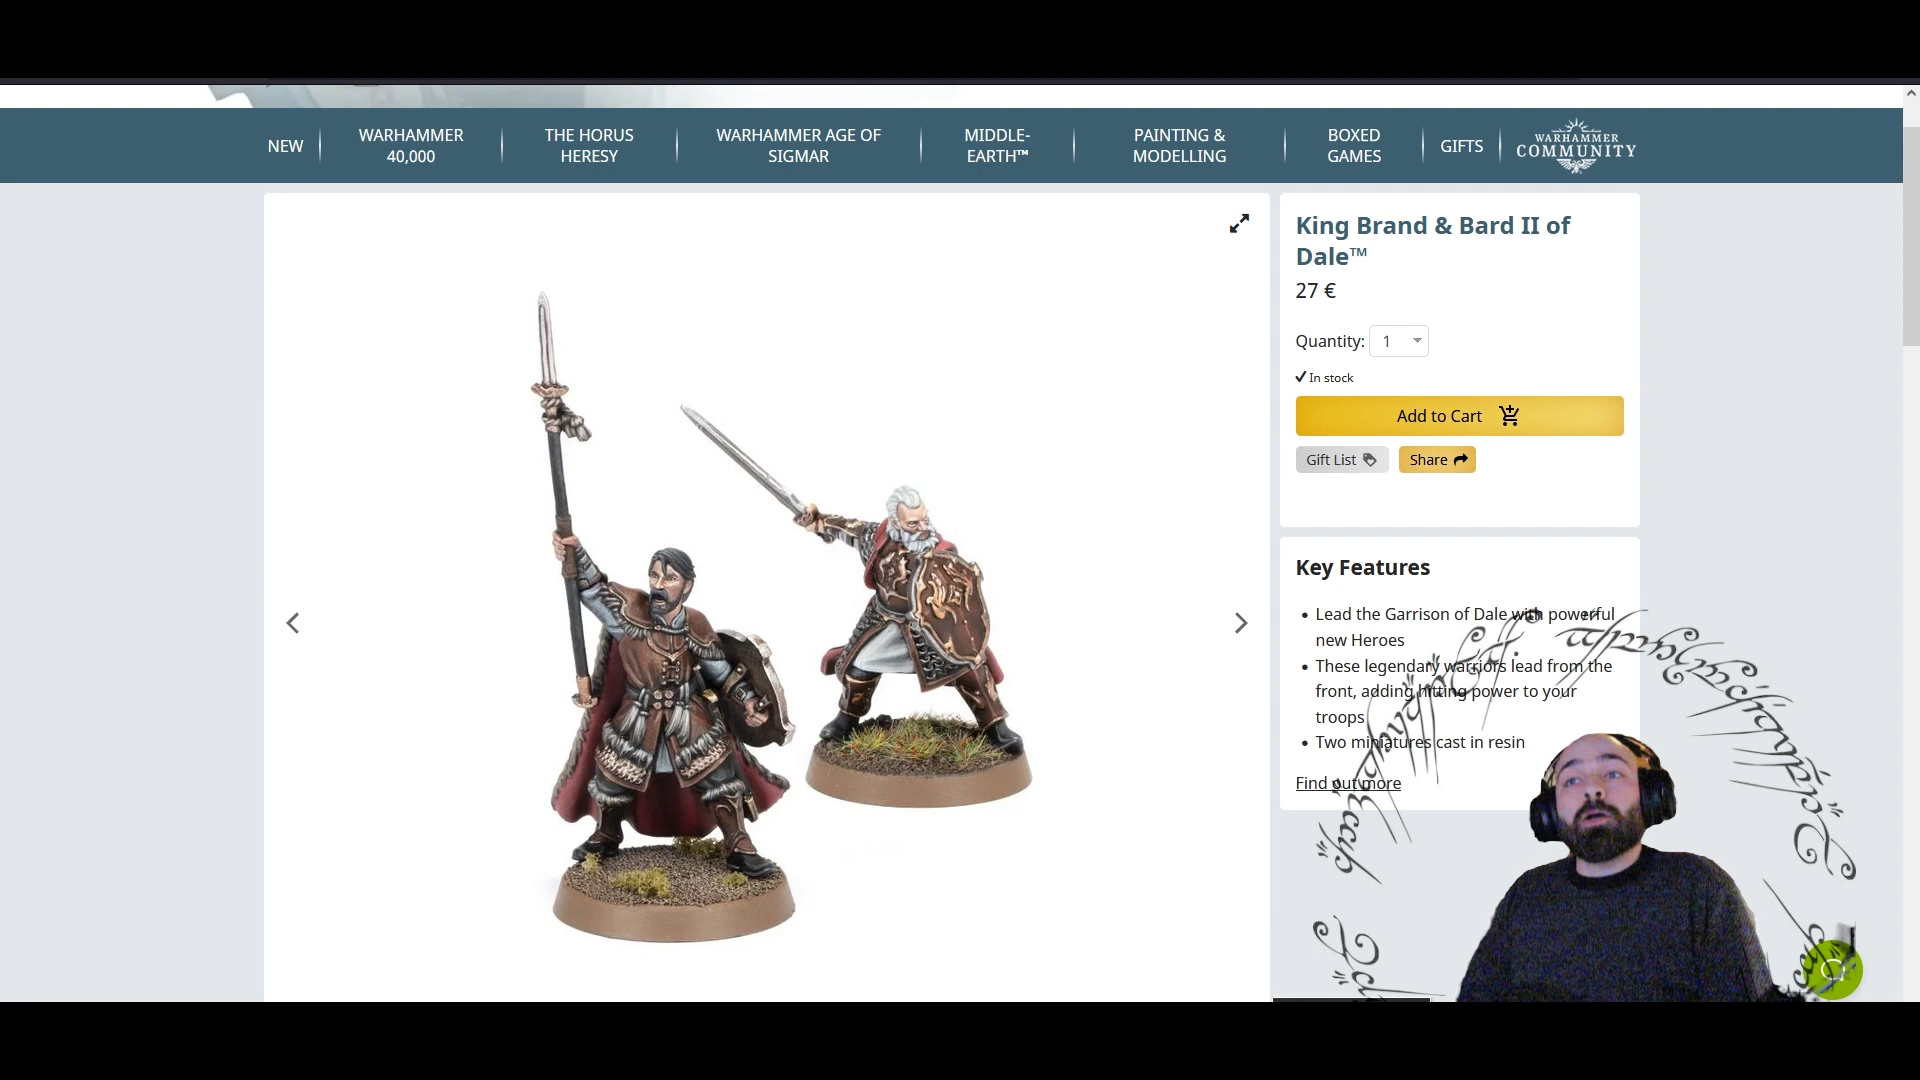 NEW
WARHAMMER
40,000
THE HORUS
HERESY
WARHAMMER AGE OF
SIGMAR
MIDDLE-
EARTH™
PAINTING &
MODELLING
BOXED
GAMES
GIFTS
WARHAMMER
COMMUNITY
King Brand & Bard II of
Dale™
27 €
Quantity: 1
In stock
Add to Cart
Gift List
Share
Key Features
• Lead the Garrison of Dale with powerful
new Heroes
• These legendary warriors lead from the
front, adding hitting power to your
troops
• Two miniatures cast in resin
Find out more